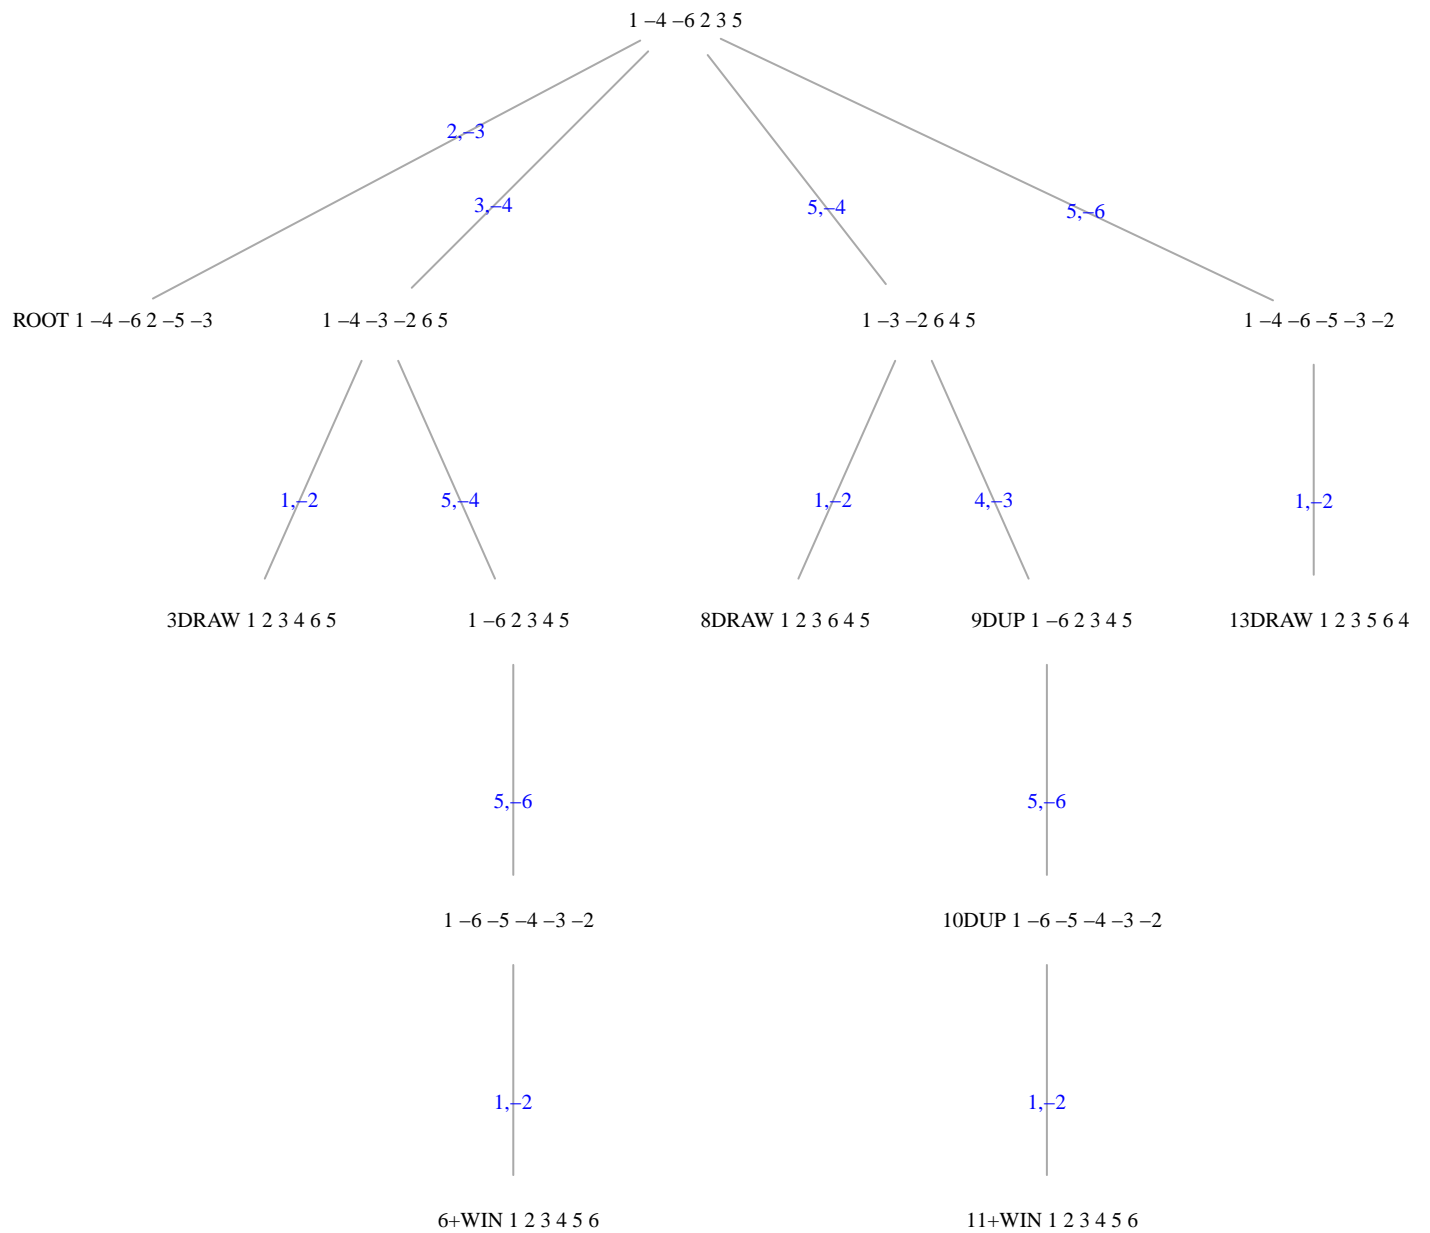 1 –4 –6 2 3 5
2,–3
3,–4
5,–4
5,–6
ROOT 1 –4 –6 2 –5 –3
1 –4 –3 –2 6 5
1 –3 –2 6 4 5
1 –4 –6 –5 –3 –2
1,–2
5,–4
1,–2
4,–3
1,–2
3DRAW 1 2 3 4 6 5
1 –6 2 3 4 5
8DRAW 1 2 3 6 4 5
9DUP 1 –6 2 3 4 5
13DRAW 1 2 3 5 6 4
5,–6
5,–6
1 –6 –5 –4 –3 –2
10DUP 1 –6 –5 –4 –3 –2
1,–2
1,–2
6+WIN 1 2 3 4 5 6
11+WIN 1 2 3 4 5 6